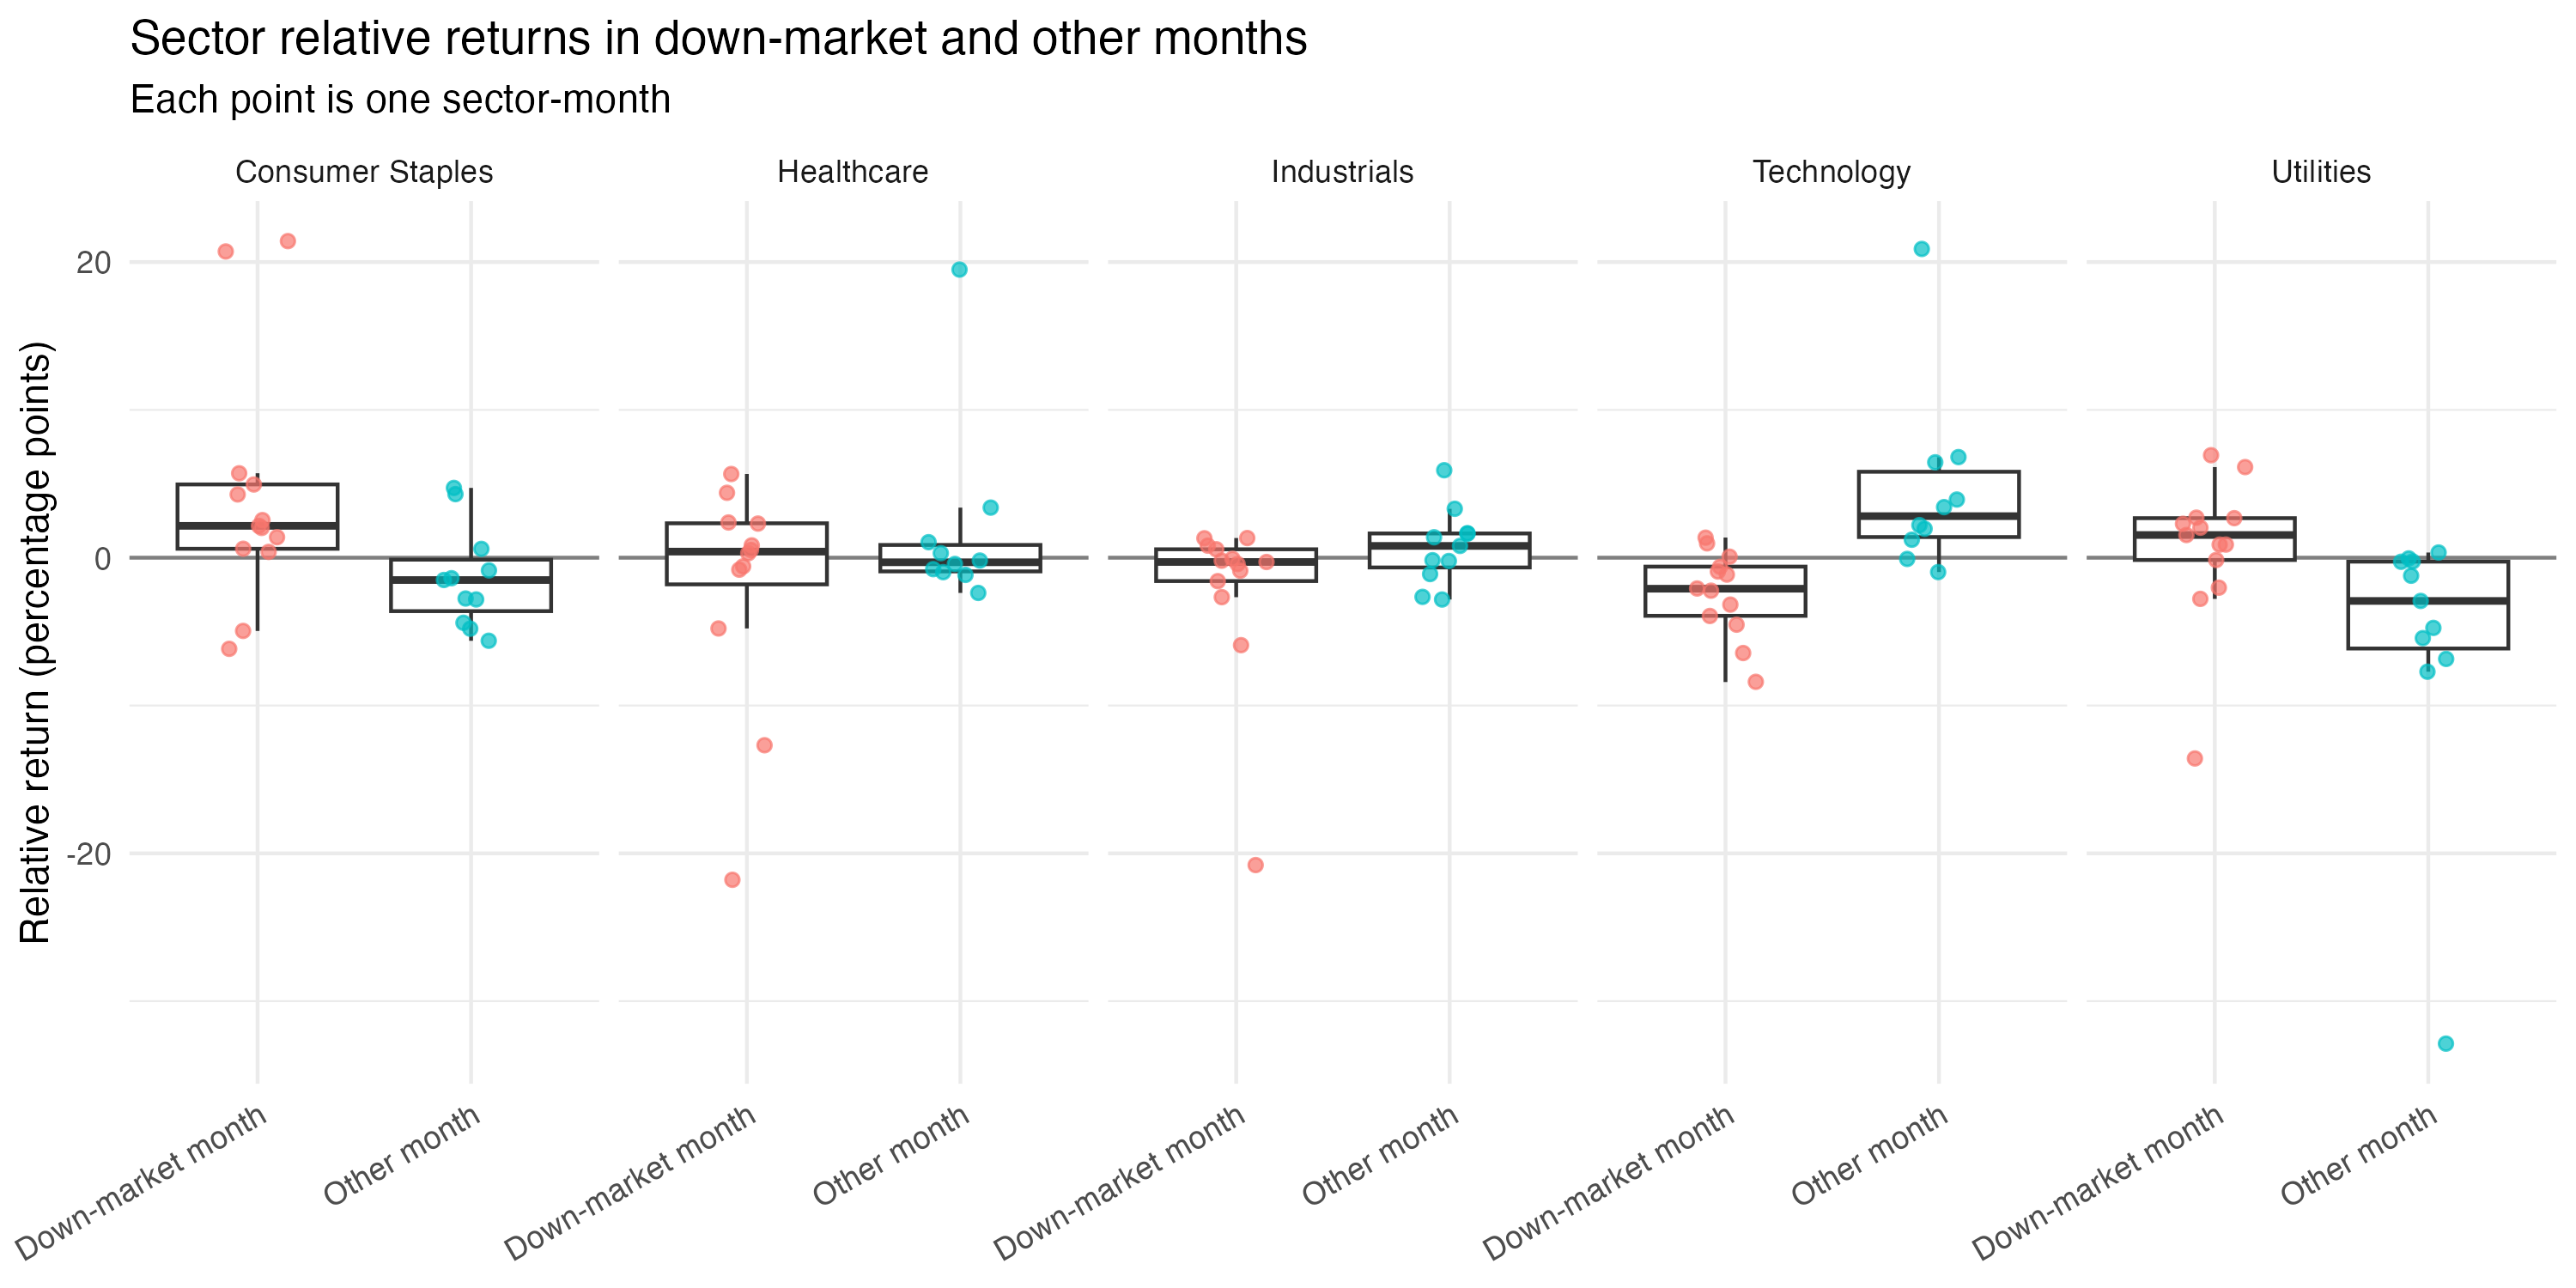 Sector relative returns in down-market and other months
Each point is one sector-month
Consumer Staples
Healthcare
Industrials
Technology
Utilities
Relative return (percentage points)
20
0
-20
Down-market month
Other month
Down-market month
Other month
Down-market month
Other month
Down-market month
Other month
Down-market month
Other month